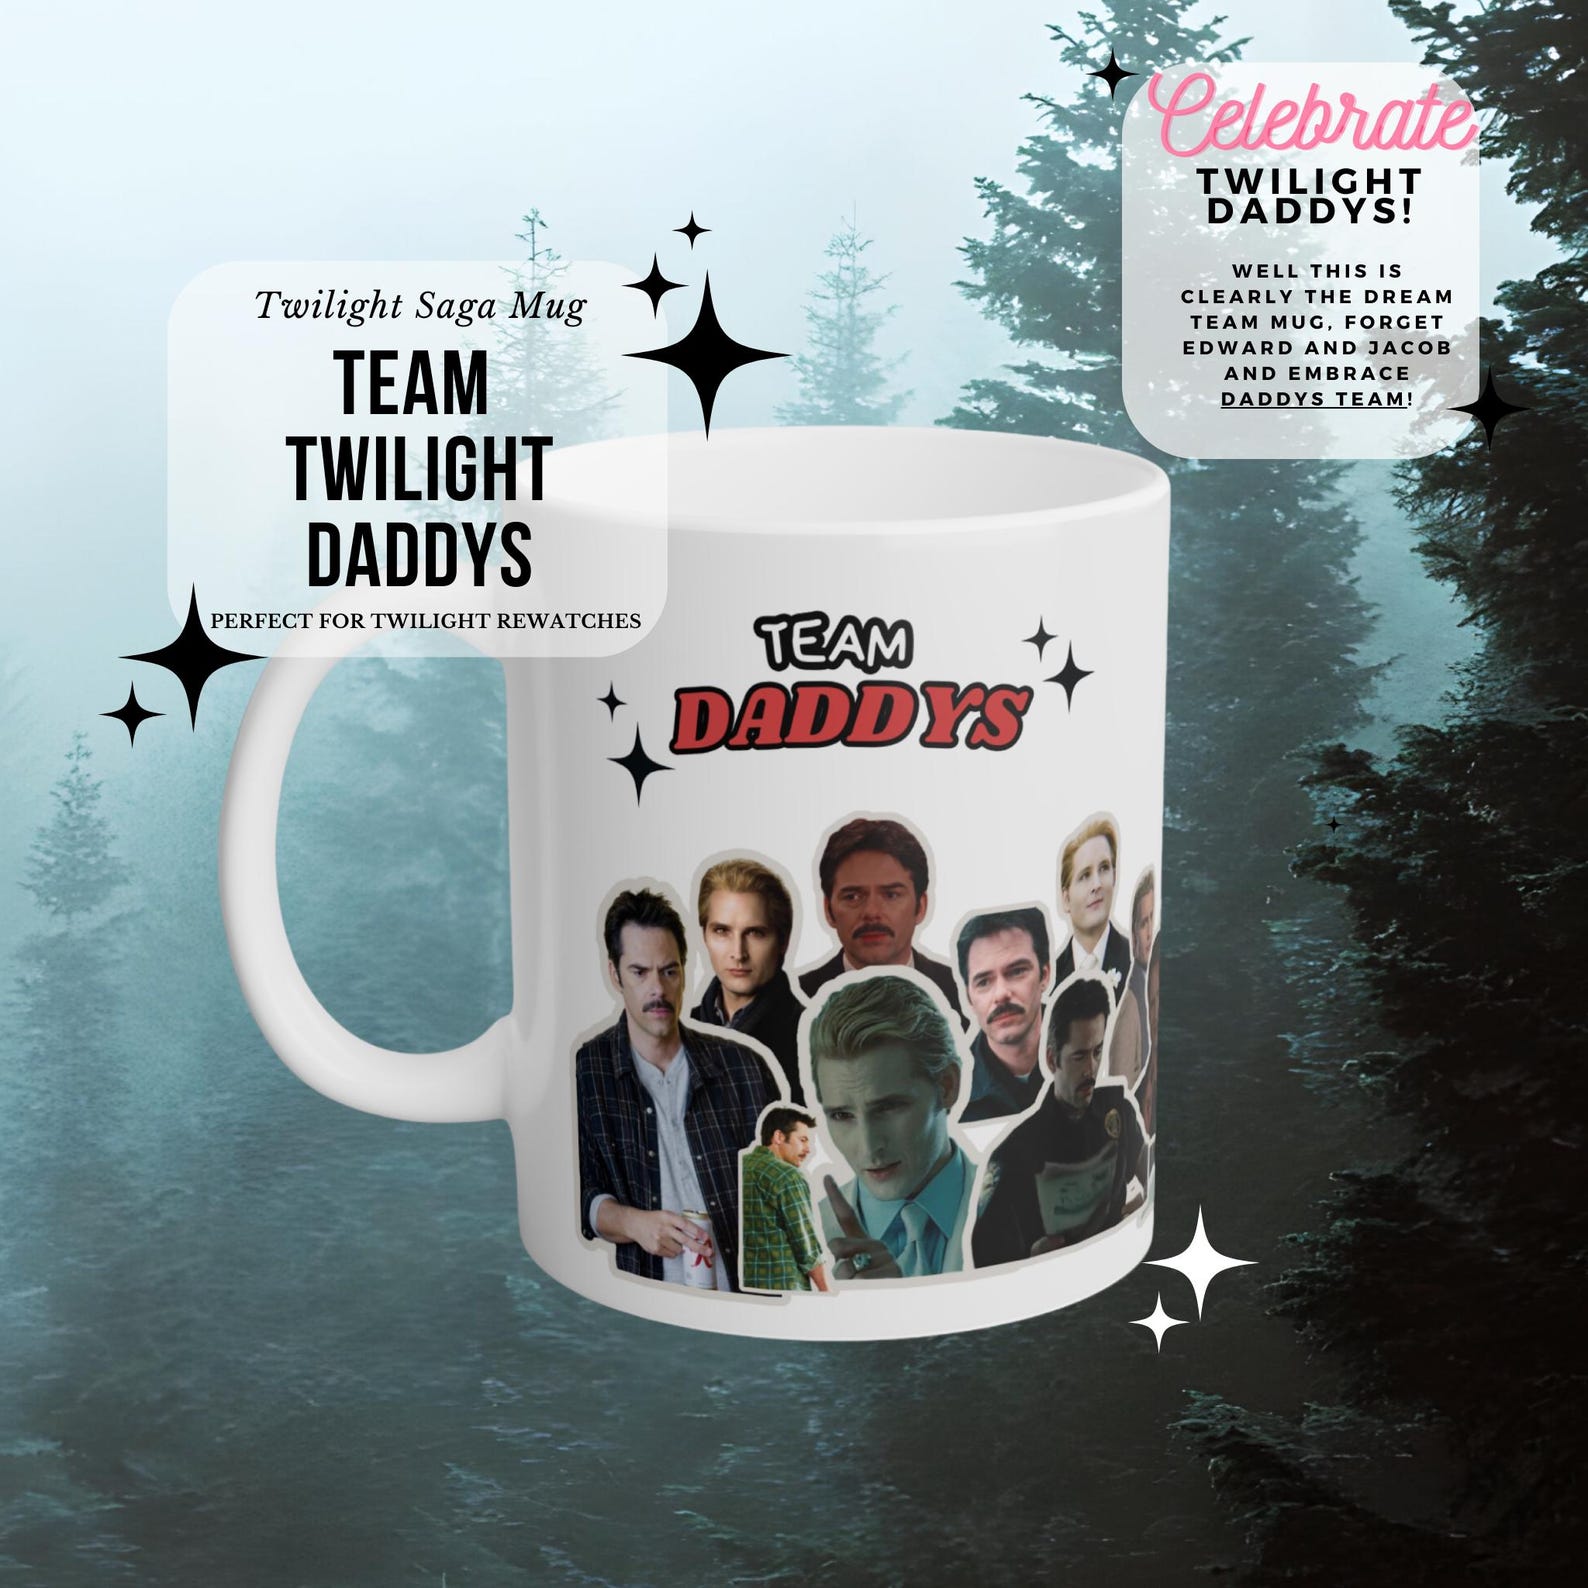 Celebrate
TWILIGHT
DADDYS!
WELL THIS IS
CLEARLY THE DREAM
TEAM MUG, FORGET
EDWARD AND JACOB
AND EMBRACE
DADDYS TEAM!
Twilight Saga Mug
TEAM
TWILIGHT
DADDYS
PERFECT FOR TWILIGHT REWATCHES
TEAM
DADDYS